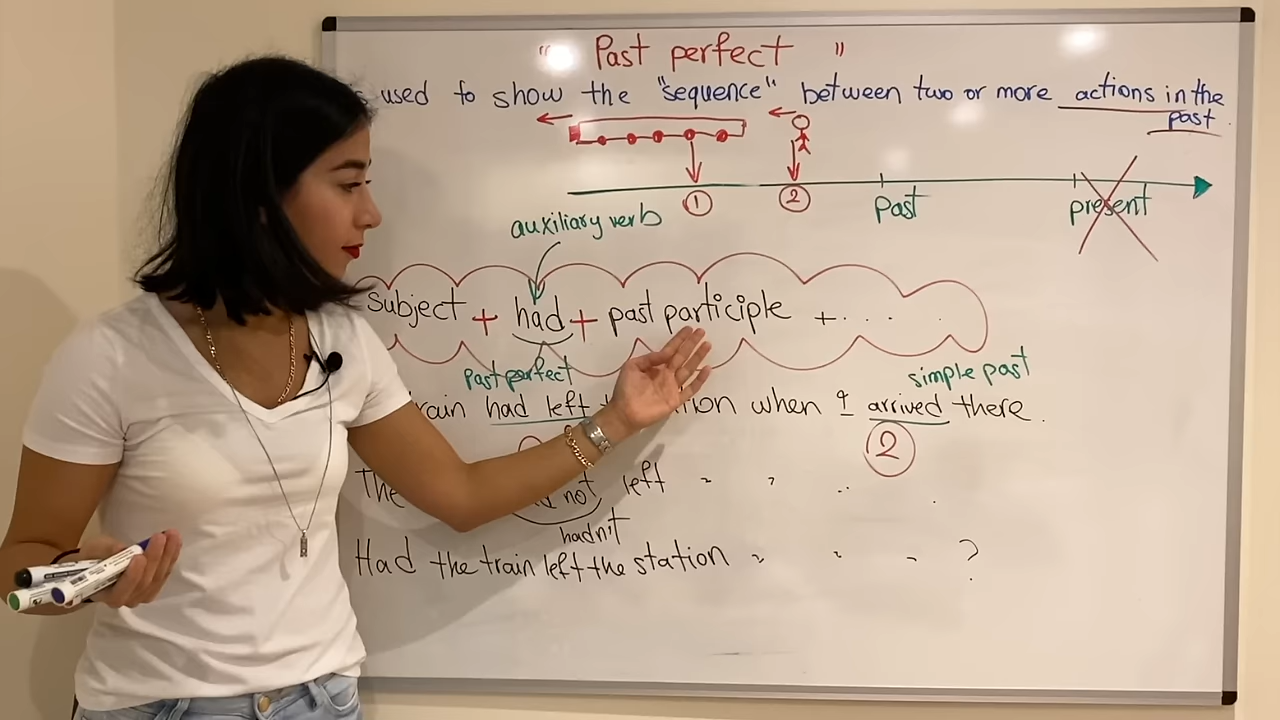 " Past perfect "
used to show the "sequence" between two or more actions in the
past
① ② past present
auxiliary verb
subject + had + past participle + . . . .
past perfect simple past
had left when I arrived there.
②
The not left " " " .
hadn't
Had the train left the station " " " ?